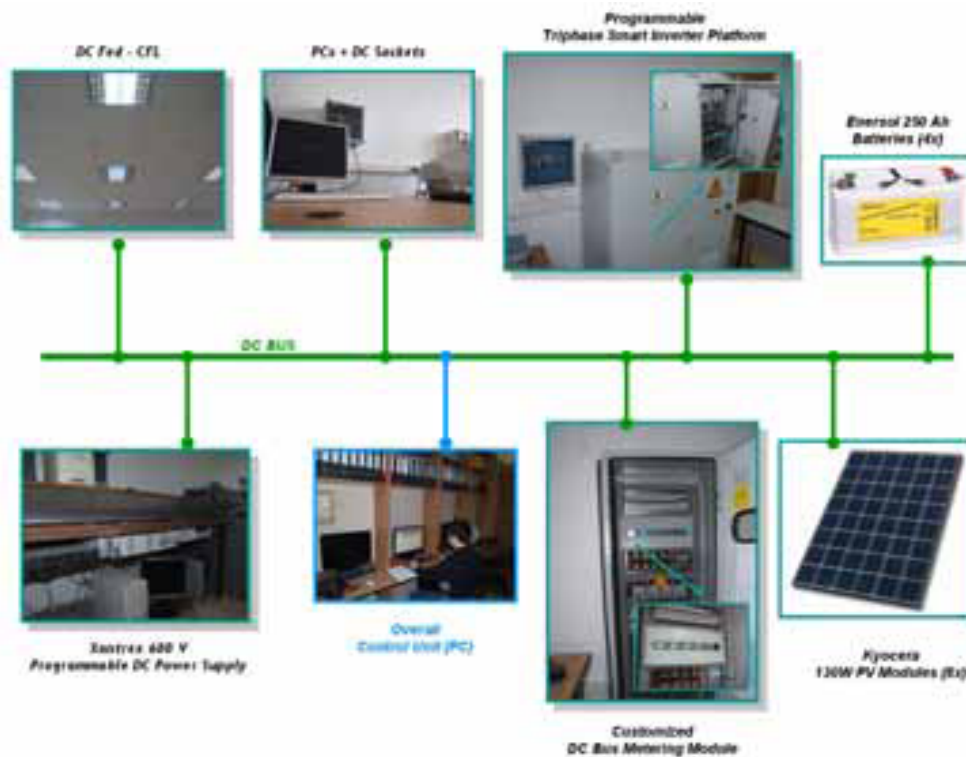 DC Fed - CFL
PCs + DC Sockets
Programmable
Triphase Smart Inverter Platform
Enersol 250 Ah
Batteries (4x)
DC BUS
Xantrex 600 V
Programmable DC Power Supply
Overall
Control Unit (PC)
Customized
DC Bus Metering Module
Kyocera
130W PV Modules